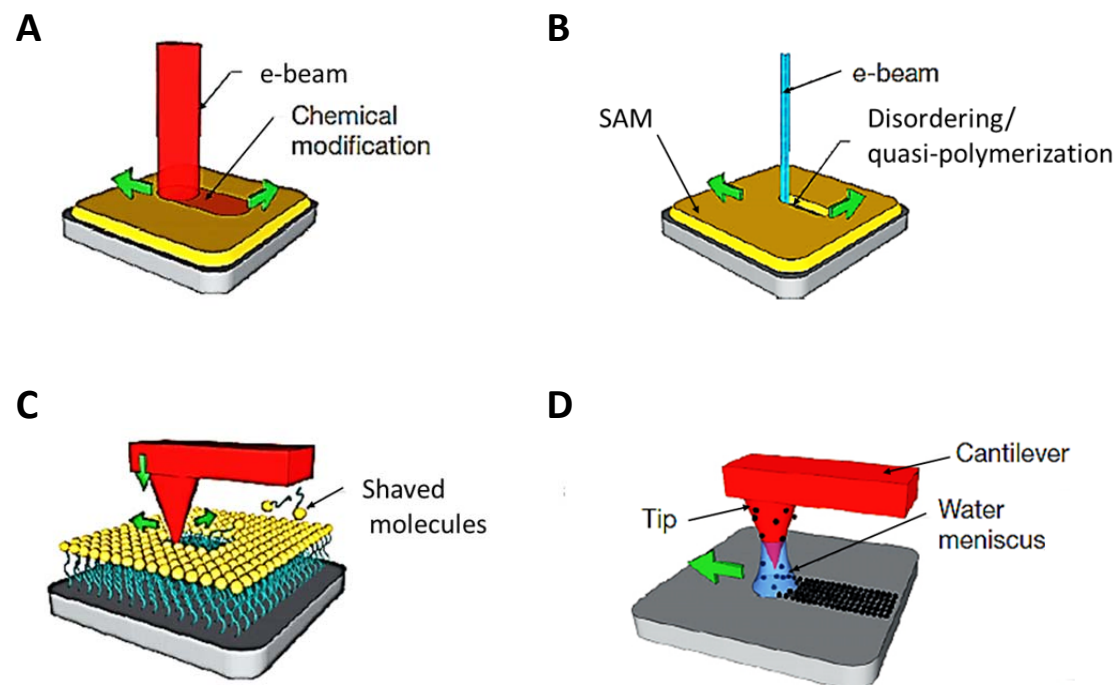 A
e-beam
Chemical
modification
B
e-beam
SAM
Disordering/
quasi-polymerization
C
Shaved
molecules
D
Cantilever
Tip
Water
meniscus